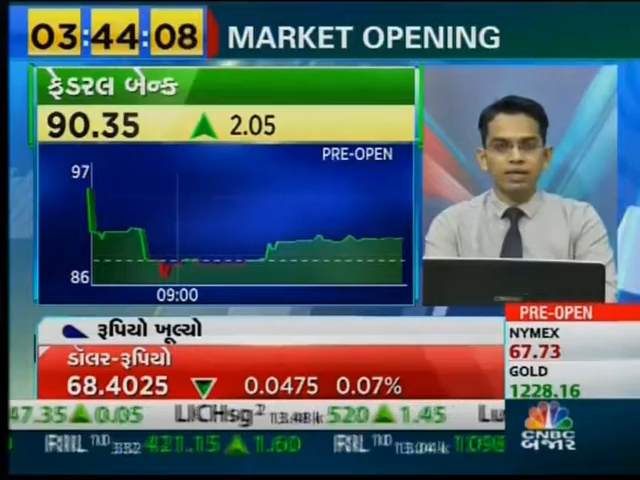 03:44:08 MARKET OPENING
ફેડરલ બેન્ક
90.35 ▲ 2.05
PRE-OPEN
97
86
09:00
રૂપિયો ખૂલ્યો
ડૉલર-રૂપિયો
68.4025 ▼ 0.0475 0.07%
PRE-OPEN
NYMEX
67.73
GOLD
1228.16
47.35 ▲ 0.05 LICHsg 520 ▲ 1.45
421.15 ▲ 1.60
CNBC
બજાર